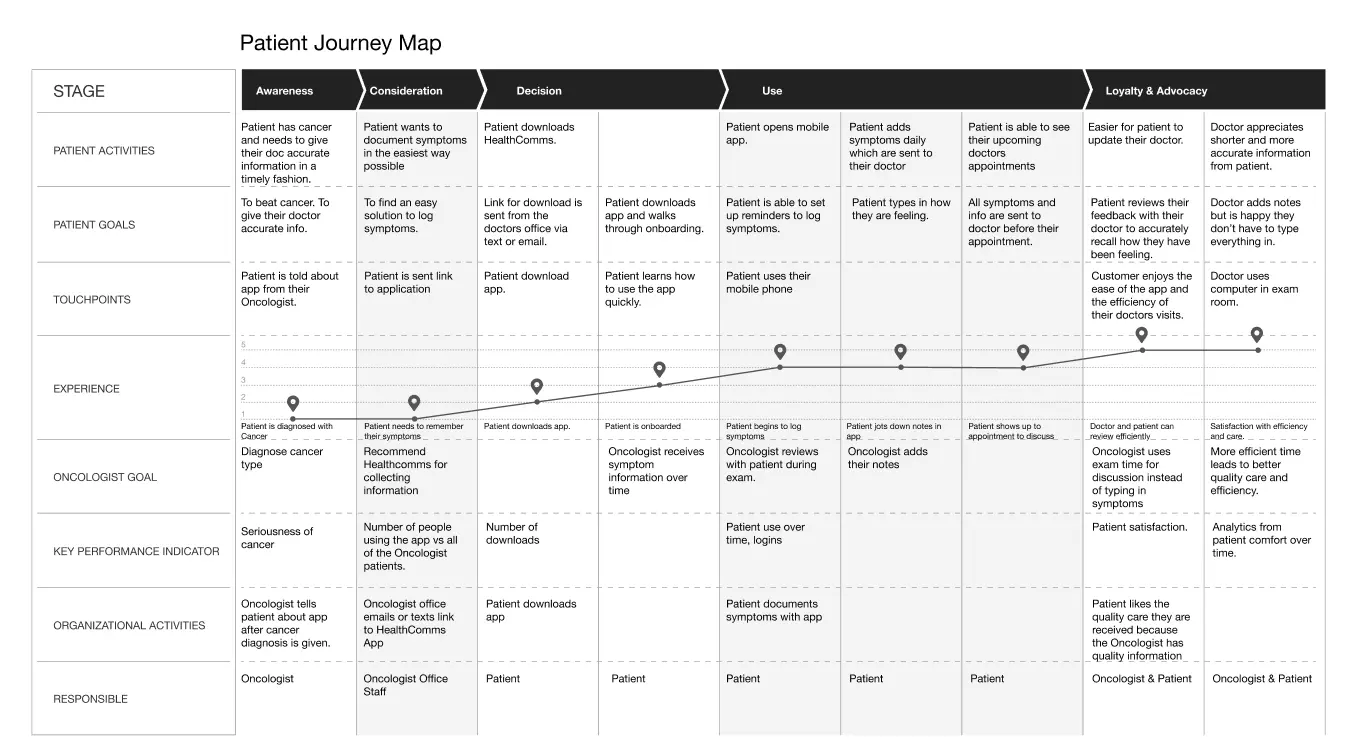 Patient Journey Map
STAGE
Awareness
Consideration
Decision
Use
Loyalty & Advocacy
PATIENT ACTIVITIES
Patient has cancer
and needs to give
their doc accurate
information in a
timely fashion.
Patient wants to
document symptoms
in the easiest way
possible
Patient downloads
HealthComms.
Patient opens mobile
app.
Patient adds
symptoms daily
which are sent to
their doctor
Patient is able to see
their upcoming
doctors
appointments
Easier for patient to
update their doctor.
Doctor appreciates
shorter and more
accurate information
from patient.
PATIENT GOALS
To beat cancer. To
give their doctor
accurate info.
To find an easy
solution to log
symptoms.
Link for download is
sent from the
doctors office via
text or email.
Patient downloads
app and walks
through onboarding.
Patient is able to set
up reminders to log
symptoms.
Patient types in how
they are feeling.
All symptoms and
info are sent to
doctor before their
appointment.
Patient reviews their
feedback with their
doctor to accurately
recall how they have
been feeling.
Doctor adds notes
but is happy they
don't have to type
everything in.
TOUCHPOINTS
Patient is told about
app from their
Oncologist.
Patient is sent link
to application
Patient download
app.
Patient learns how
to use the app
quickly.
Patient uses their
mobile phone
Customer enjoys the
ease of the app and
the efficiency of
their doctors visits.
Doctor uses
computer in exam
room.
EXPERIENCE
5
4
3
2
1
Patient is diagnosed with
Cancer
Patient needs to remember
their symptoms
Patient downloads app.
Patient is onboarded
Patient begins to log
symptoms
Patient jots down notes in
app
Patient shows up to
appointment to discuss
Doctor and patient can
review efficiently
Satisfaction with efficiency
and care.
ONCOLOGIST GOAL
Diagnose cancer
type
Recommend
Healthcomms for
collecting
information
Oncologist receives
symptom
information over
time
Oncologist reviews
with patient during
exam.
Oncologist adds
their notes
Oncologist uses
exam time for
discussion instead
of typing in
symptoms
More efficient time
leads to better
quality care and
efficiency.
KEY PERFORMANCE INDICATOR
Seriousness of
cancer
Number of people
using the app vs all
of the Oncologist
patients.
Number of
downloads
Patient use over
time, logins
Patient satisfaction.
Analytics from
patient comfort over
time.
ORGANIZATIONAL ACTIVITIES
Oncologist tells
patient about app
after cancer
diagnosis is given.
Oncologist office
emails or texts link
to HealthComms
App
Patient downloads
app
Patient documents
symptoms with app
Patient likes the
quality care they are
received because
the Oncologist has
quality information
RESPONSIBLE
Oncologist
Oncologist Office
Staff
Patient
Patient
Patient
Patient
Patient
Oncologist & Patient
Oncologist & Patient